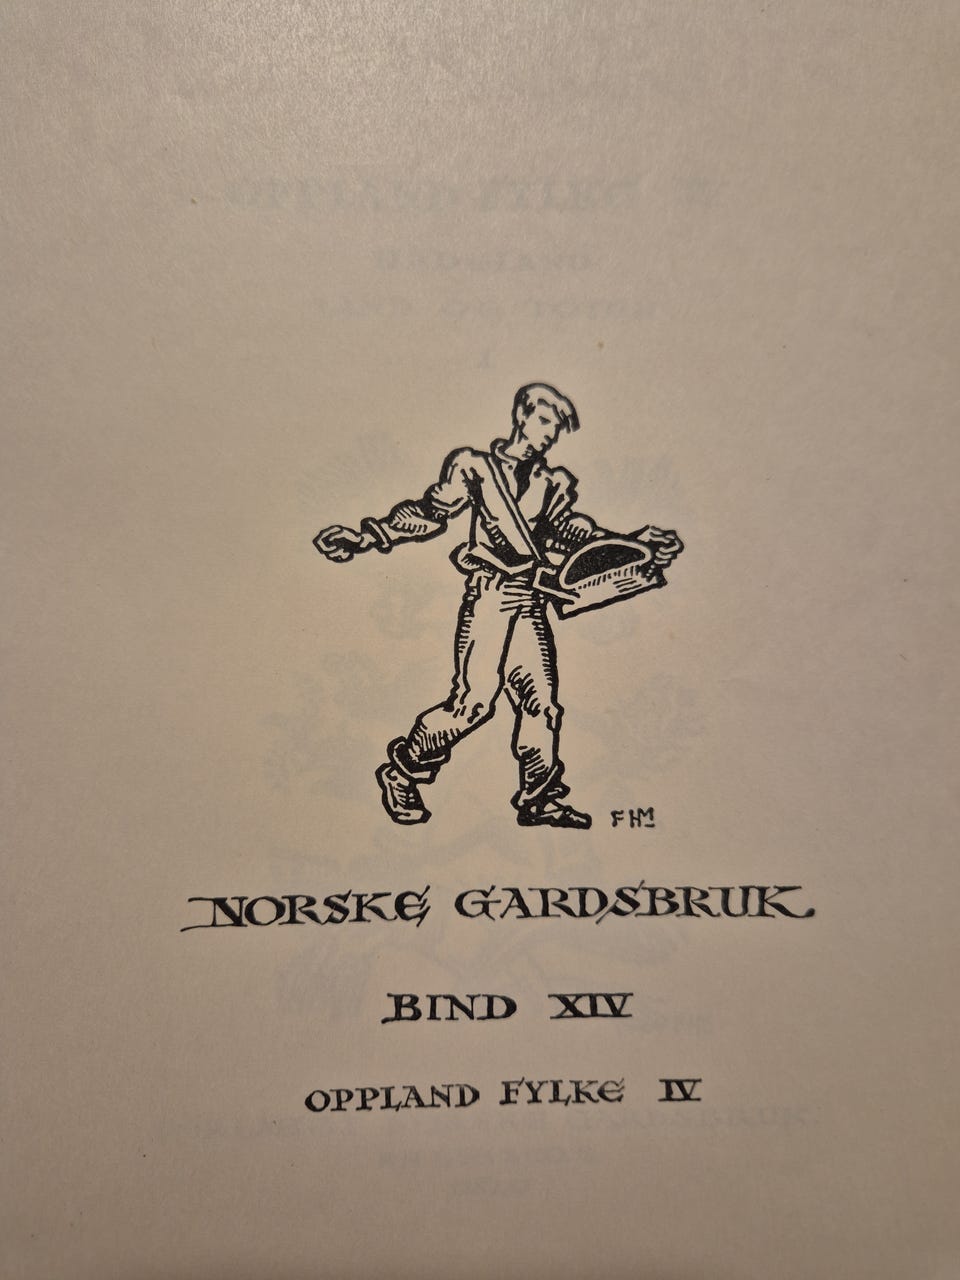 FHM
NORSKE GARDSBRUK
BIND XIV
OPPLAND FYLKE IV